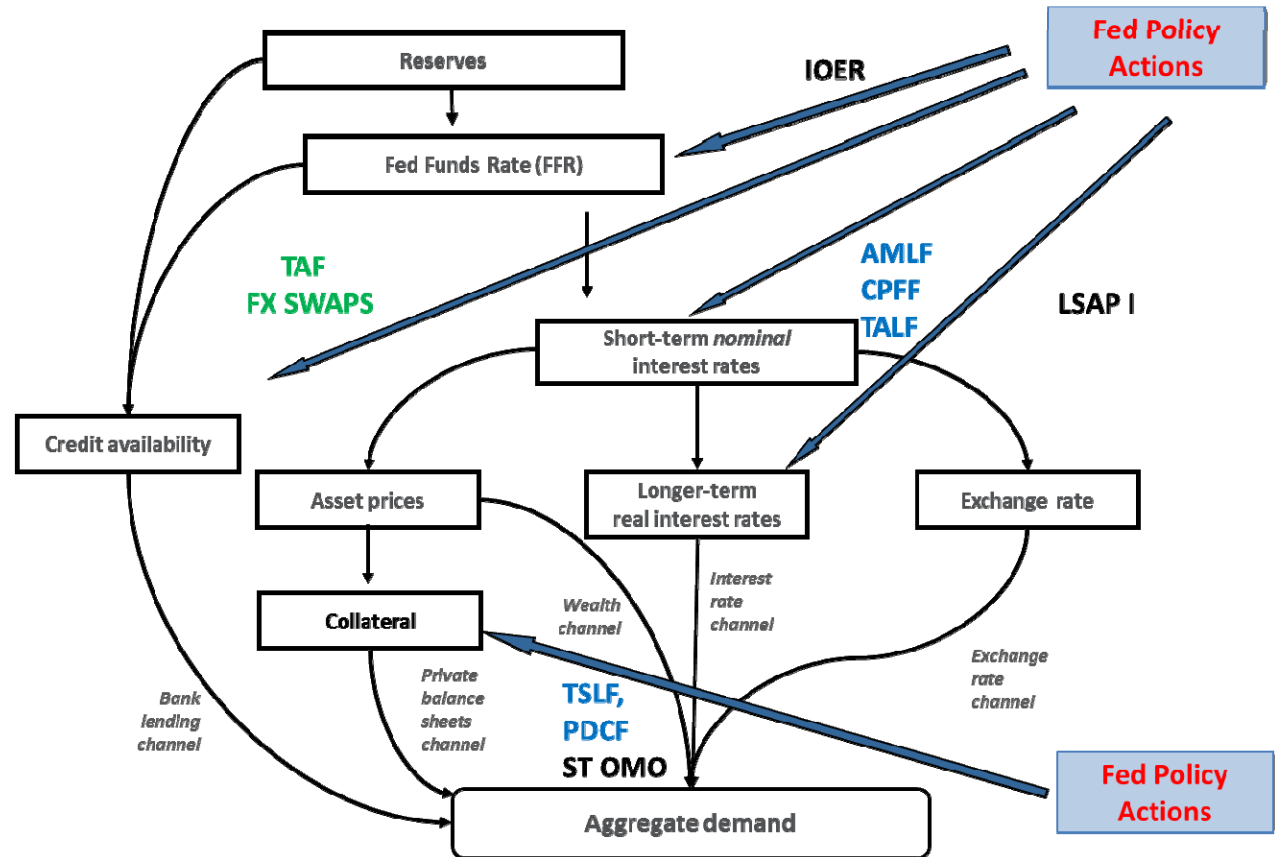 Fed Policy
Actions
Reserves
IOER
Fed Funds Rate (FFR)
TAF
FX SWAPS
AMLF
CPFF
TALF
LSAP I
Short-term nominal
interest rates
Credit availability
Asset prices
Longer-term
real interest rates
Exchange rate
Collateral
Wealth
channel
Interest
rate
channel
Exchange
rate
channel
Bank
lending
channel
Private
balance
sheets
channel
TSLF,
PDCF
ST OMO
Fed Policy
Actions
Aggregate demand